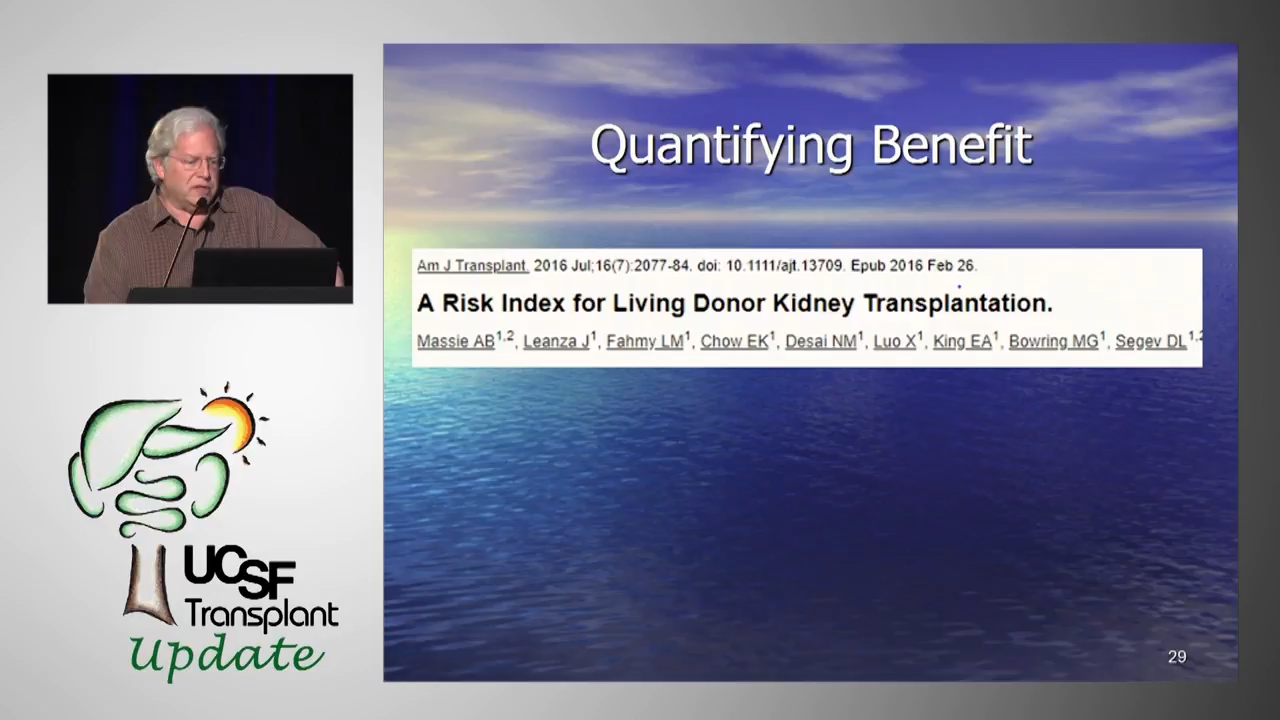 Quantifying Benefit
Am J Transplant. 2016 Jul;16(7):2077-84. doi: 10.1111/ajt.13709. Epub 2016 Feb 26.
A Risk Index for Living Donor Kidney Transplantation.
Massie AB1,2, Leanza J1, Fahmy LM1, Chow EK1, Desai NM1, Luo X1, King EA1, Bowring MG1, Segev DL1,2
UCSF
Transplant
Update
29